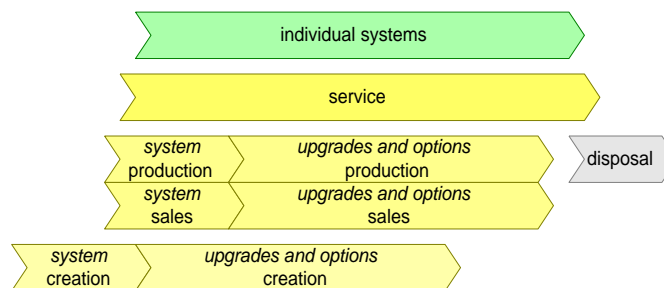 individual systems
service
system
production
upgrades and options
production
disposal
system
sales
upgrades and options
sales
system
creation
upgrades and options
creation